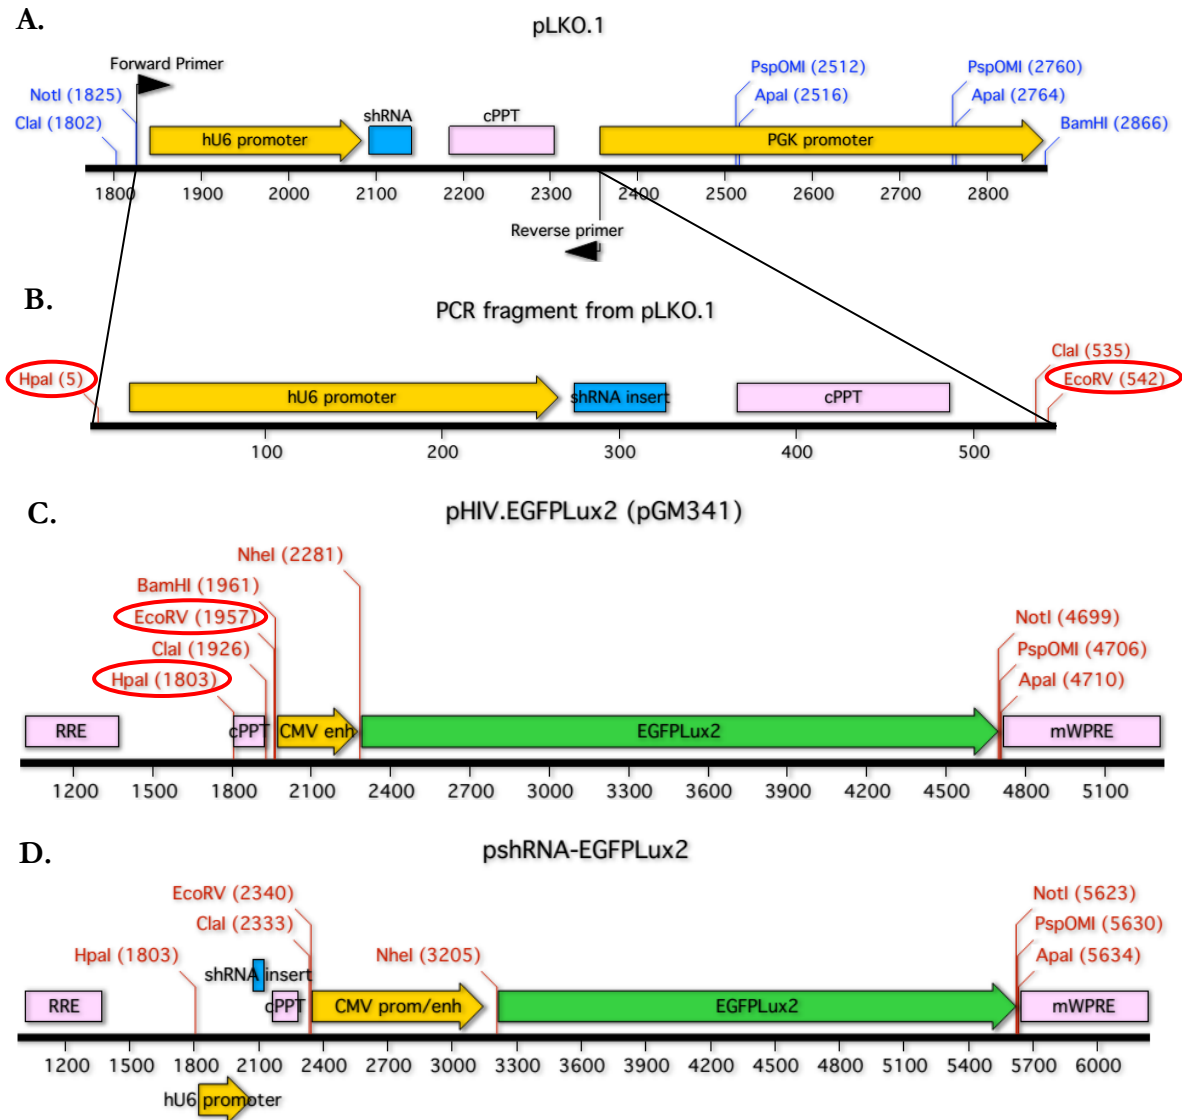 A.
pLKO.1
Forward Primer
NotI (1825)
ClaI (1802)
hU6 promoter
shRNA
cPPT
PspOMI (2512)
ApaI (2516)
PspOMI (2760)
ApaI (2764)
BamHI (2866)
PGK promoter
1800 1900 2000 2100 2200 2300 2400 2500 2600 2700 2800
Reverse primer
B.
PCR fragment from pLKO.1
HpaI (5)
hU6 promoter
shRNA insert
cPPT
ClaI (535)
EcoRV (542)
100 200 300 400 500
C.
pHIV.EGFPLux2 (pGM341)
NheI (2281)
BamHI (1961)
EcoRV (1957)
ClaI (1926)
HpaI (1803)
NotI (4699)
PspOMI (4706)
ApaI (4710)
RRE
cPPT
CMV enh
EGFPLux2
mWPRE
1200 1500 1800 2100 2400 2700 3000 3300 3600 3900 4200 4500 4800 5100
D.
pshRNA-EGFPLux2
EcoRV (2340)
ClaI (2333)
HpaI (1803)
NheI (3205)
NotI (5623)
PspOMI (5630)
ApaI (5634)
shRNA insert
RRE
cPPT
CMV prom/enh
EGFPLux2
mWPRE
1200 1500 1800 2100 2400 2700 3000 3300 3600 3900 4200 4500 4800 5100 5400 5700 6000
hU6 promoter